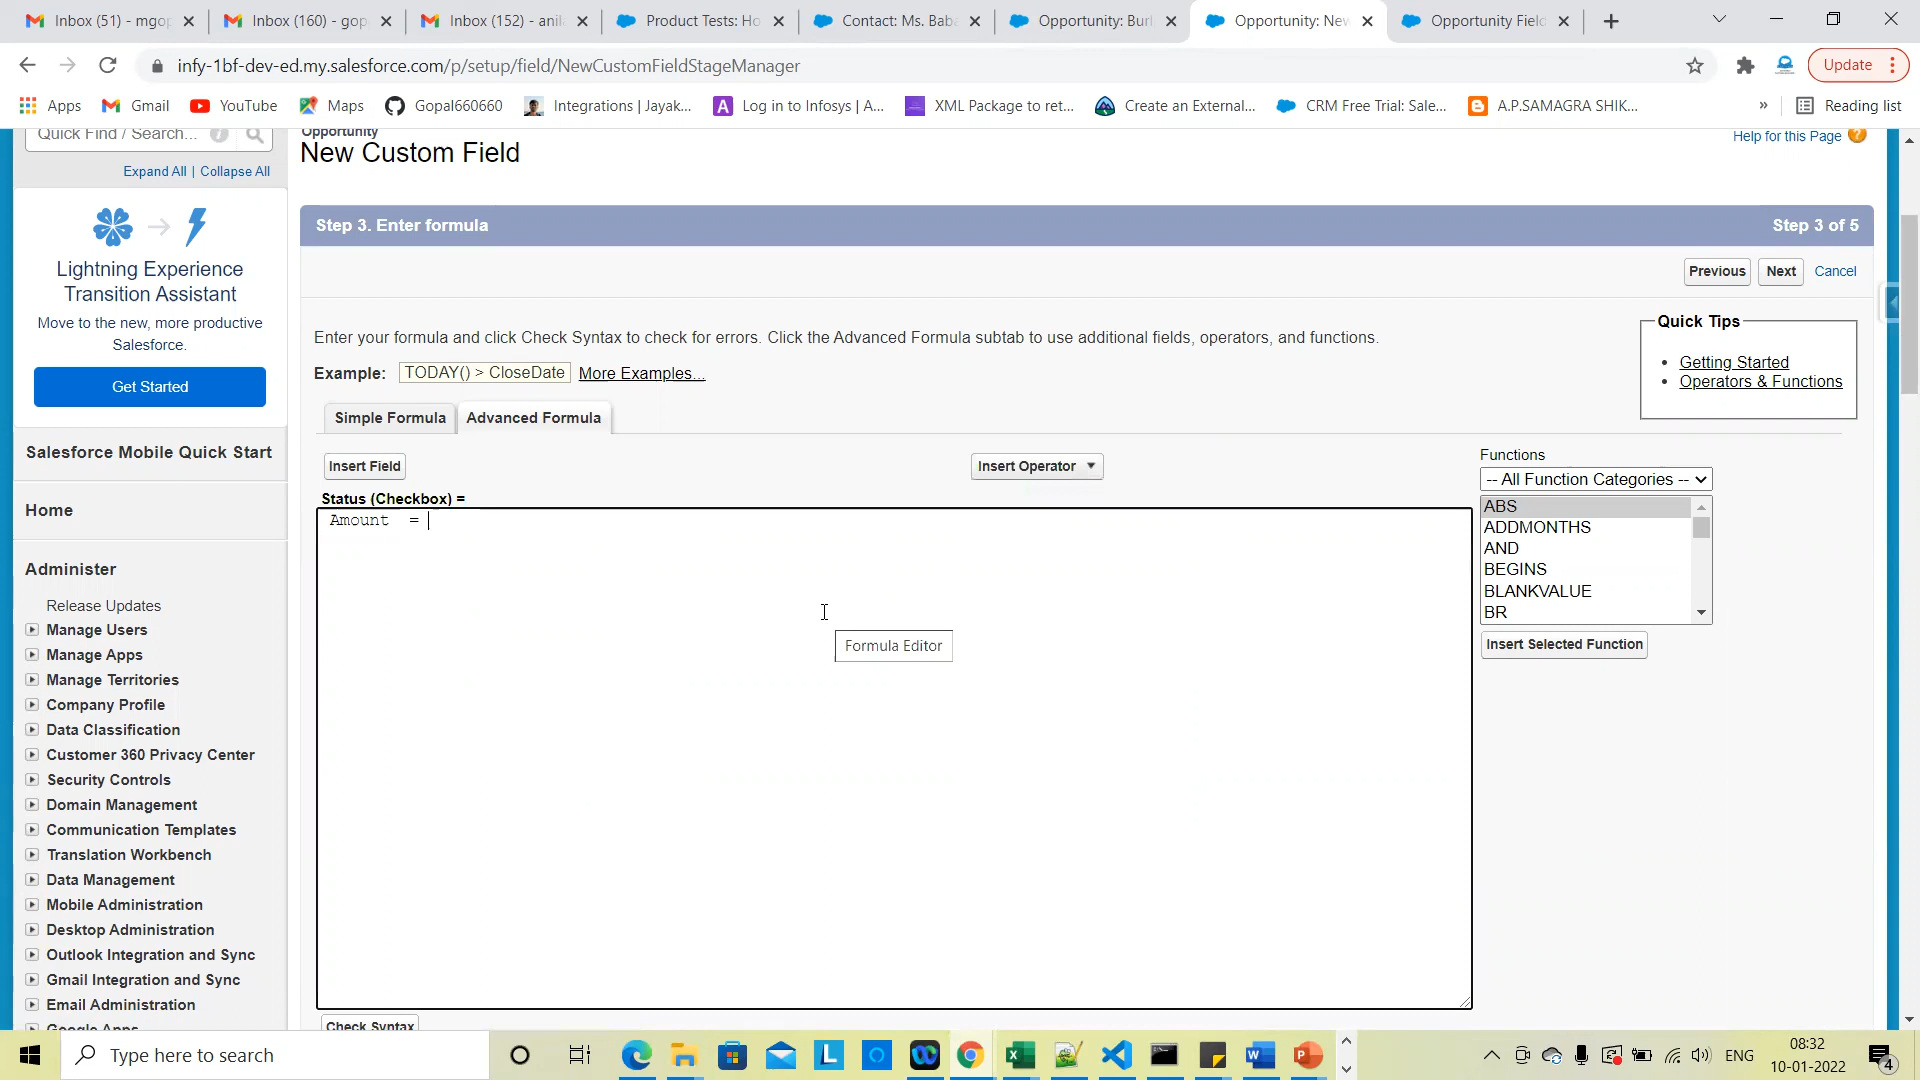 Inbox (51) - mgop
Inbox (160) - gop
Inbox (152) - anila
Product Tests: Ho
Contact: Ms. Baba
Opportunity: Burl
Opportunity: New
Opportunity Field
infy-1bf-dev-ed.my.salesforce.com/p/setup/field/NewCustomFieldStageManager
Update
Apps
Gmail
YouTube
Maps
Gopal660060
Integrations | Jayak...
Log in to Infosys | A...
XML Package to ret...
Create an External...
CRM Free Trial: Sale...
A.P.SAMAGRA SHIK...
»
Reading list
Quick Find / Search...
Expand All | Collapse All
Lightning Experience
Transition Assistant
Move to the new, more productive
Salesforce.
Get Started
Salesforce Mobile Quick Start
Home
Administer
Release Updates
Manage Users
Manage Apps
Manage Territories
Company Profile
Data Classification
Customer 360 Privacy Center
Security Controls
Domain Management
Communication Templates
Translation Workbench
Data Management
Mobile Administration
Desktop Administration
Outlook Integration and Sync
Gmail Integration and Sync
Email Administration
Google Apps
Opportunity
New Custom Field
Help for this Page
Step 3. Enter formula
Step 3 of 5
Previous
Next
Cancel
Enter your formula and click Check Syntax to check for errors. Click the Advanced Formula subtab to use additional fields, operators, and functions.
Example: TODAY() > CloseDate More Examples...
Quick Tips
Getting Started
Operators & Functions
Simple Formula
Advanced Formula
Insert Field
Insert Operator
Functions
-- All Function Categories --
Status (Checkbox) =
Amount =
ABS
ADDMONTHS
AND
BEGINS
BLANKVALUE
BR
Insert Selected Function
Formula Editor
Check Syntax
Type here to search
ENG
08:32
10-01-2022
4